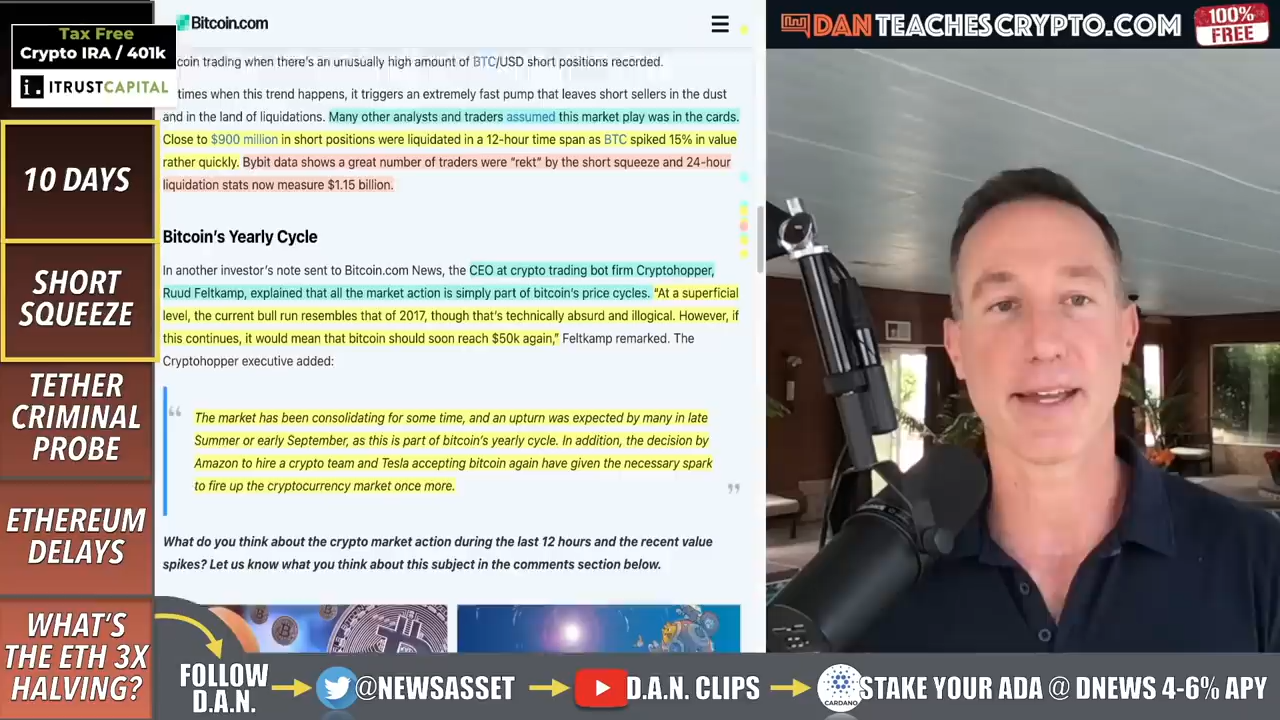 Tax Free
Crypto IRA / 401k
ITRUSTCAPITAL
10 DAYS
SHORT
SQUEEZE
TETHER
CRIMINAL
PROBE
ETHEREUM
DELAYS
WHAT'S
THE ETH 3X
HALVING?
Bitcoin.com
coin trading when there's an unusually high amount of BTC/USD short positions recorded.
times when this trend happens, it triggers an extremely fast pump that leaves short sellers in the dust
and in the land of liquidations. Many other analysts and traders assumed this market play was in the cards.
Close to $900 million in short positions were liquidated in a 12-hour time span as BTC spiked 15% in value
rather quickly. Bybit data shows a great number of traders were "rekt" by the short squeeze and 24-hour
liquidation stats now measure $1.15 billion.
Bitcoin's Yearly Cycle
In another investor's note sent to Bitcoin.com News, the CEO at crypto trading bot firm Cryptohopper,
Ruud Feltkamp, explained that all the market action is simply part of bitcoin's price cycles. "At a superficial
level, the current bull run resembles that of 2017, though that's technically absurd and illogical. However, if
this continues, it would mean that bitcoin should soon reach $50k again," Feltkamp remarked. The
Cryptohopper executive added:
The market has been consolidating for some time, and an upturn was expected by many in late
Summer or early September, as this is part of bitcoin's yearly cycle. In addition, the decision by
Amazon to hire a crypto team and Tesla accepting bitcoin again have given the necessary spark
to fire up the cryptocurrency market once more.
What do you think about the crypto market action during the last 12 hours and the recent value
spikes? Let us know what you think about this subject in the comments section below.
DANTEACHESCRYPTO.COM
100%
FREE
FOLLOW
D.A.N.
@NEWSASSET
D.A.N. CLIPS
CARDANO
STAKE YOUR ADA @ DNEWS 4-6% APY